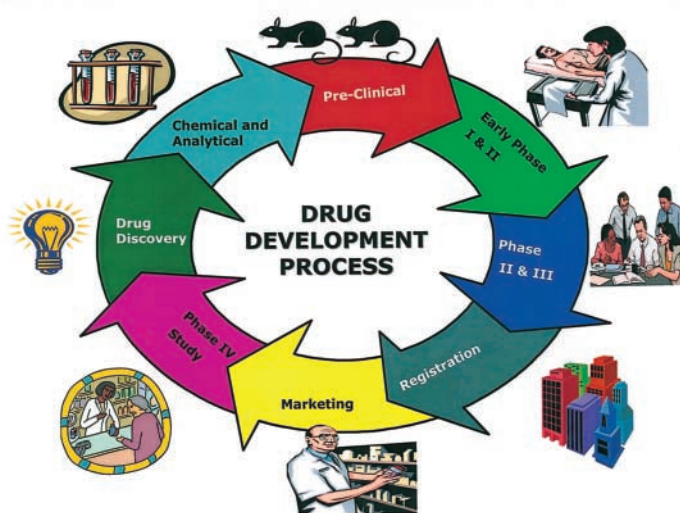 DRUG
DEVELOPMENT
PROCESS
Drug
Discovery
Chemical and
Analytical
Pre-Clinical
Early Phase
I & II
Phase
II & III
Registration
Marketing
Phase IV
Study